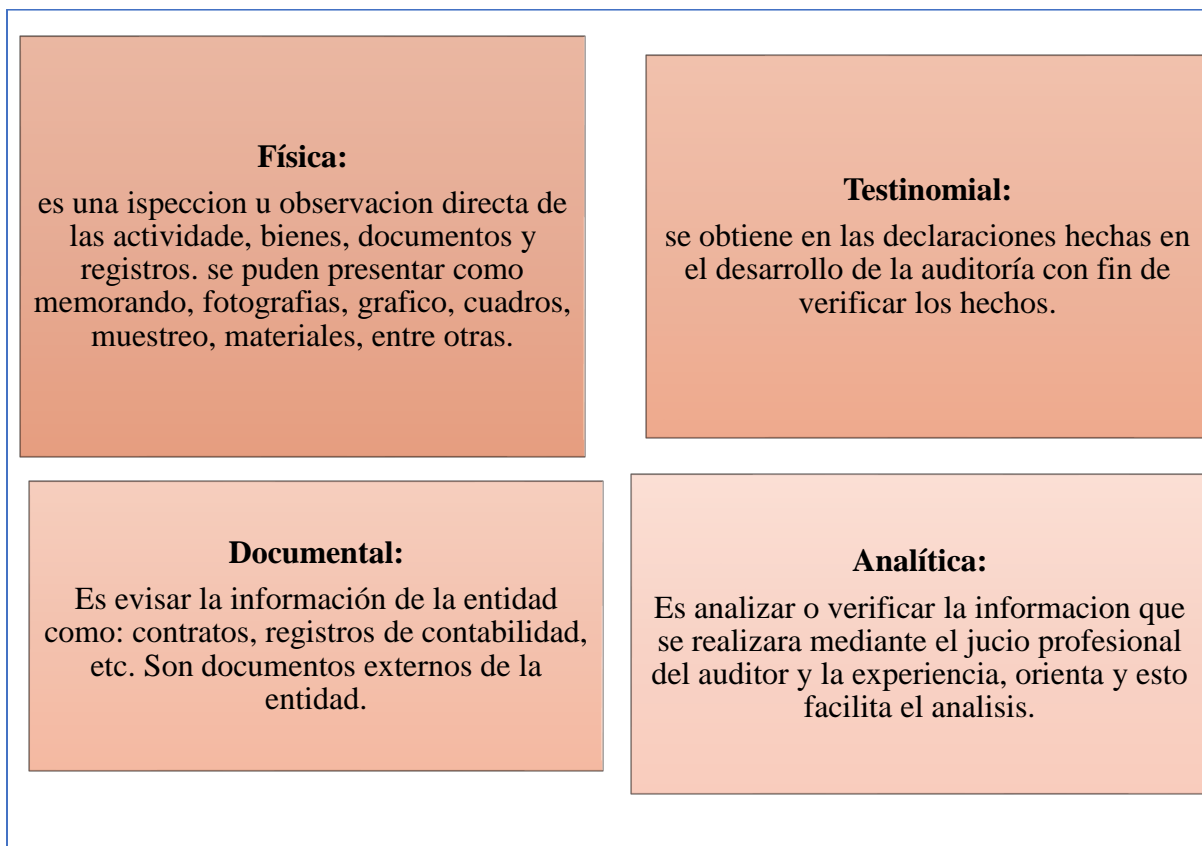 Física:
es una ispeccion u observacion directa de
las actividade, bienes, documentos y
registros. se puden presentar como
memorando, fotografias, grafico, cuadros,
muestreo, materiales, entre otras.
Testinomial:
se obtiene en las declaraciones hechas en
el desarrollo de la auditoría con fin de
verificar los hechos.
Documental:
Es evisar la información de la entidad
como: contratos, registros de contabilidad,
etc. Son documentos externos de la
entidad.
Analítica:
Es analizar o verificar la informacion que
se realizara mediante el jucio profesional
del auditor y la experiencia, orienta y esto
facilita el analisis.